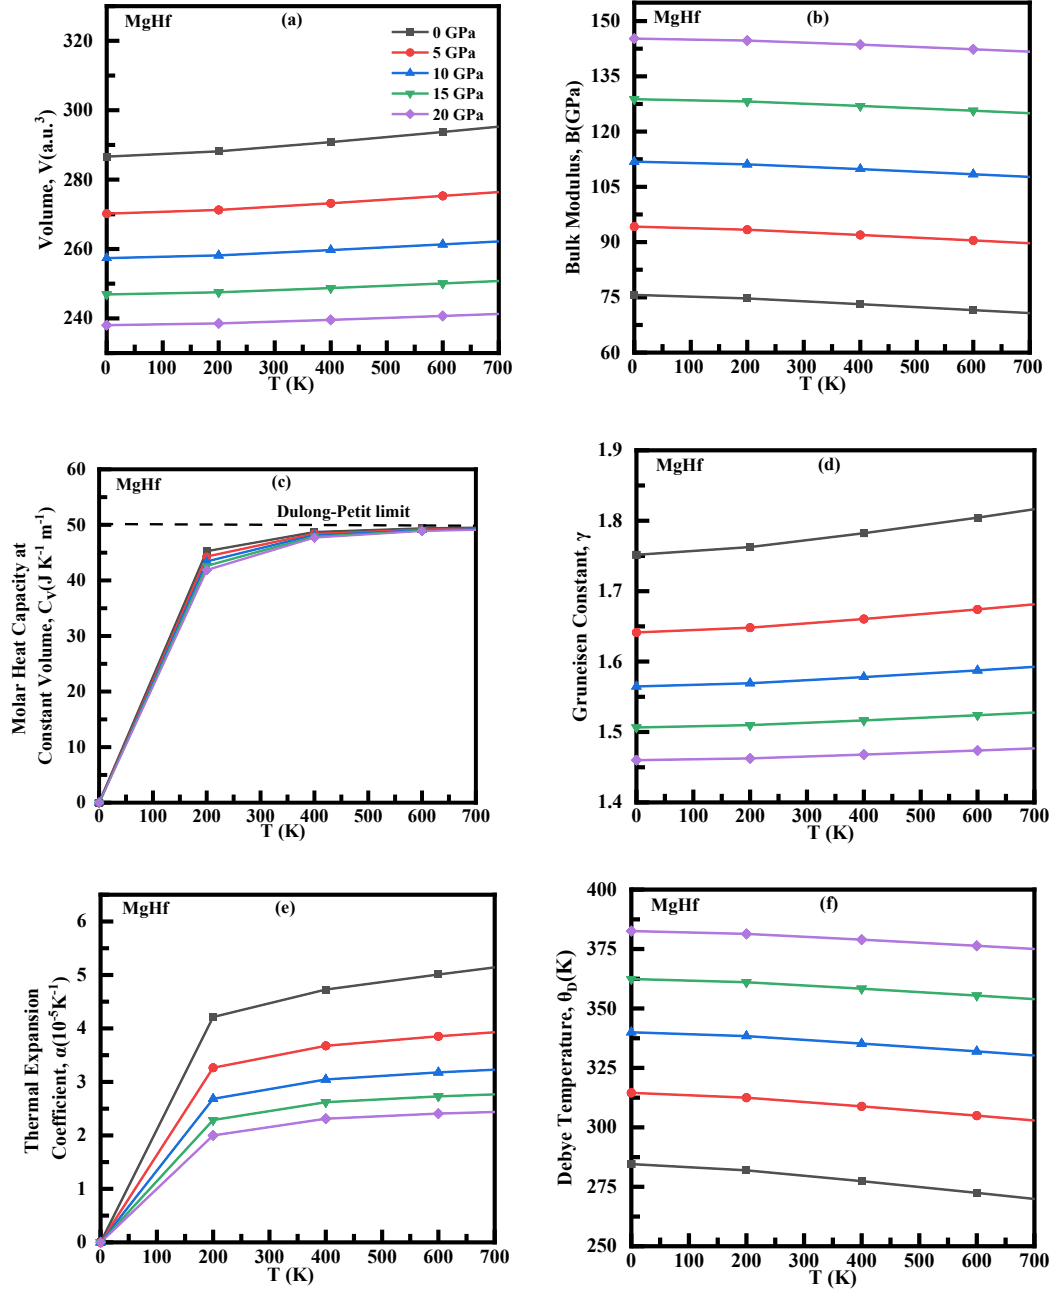 MgHf
(a)
0 GPa
5 GPa
10 GPa
15 GPa
20 GPa
320
300
280
260
240
Volume, V(a.u.³)
0 100 200 300 400 500 600 700
T (K)
MgHf
(b)
150
135
120
105
90
75
60
Bulk Modulus, B(GPa)
0 100 200 300 400 500 600 700
T (K)
MgHf
(c)
Dulong-Petit limit
60
50
40
30
20
10
0
Molar Heat Capacity at
Constant Volume, Cᵥ(J K⁻¹ m⁻¹)
0 100 200 300 400 500 600 700
T (K)
MgHf
(d)
1.9
1.8
1.7
1.6
1.5
1.4
Gruneisen Constant, γ
0 100 200 300 400 500 600 700
T (K)
MgHf
(e)
6
5
4
3
2
1
0
Thermal Expansion
Coefficient, α(10⁻⁵K⁻¹)
0 100 200 300 400 500 600 700
T (K)
MgHf
(f)
400
375
350
325
300
275
250
Debye Temperature, θ_D(K)
0 100 200 300 400 500 600 700
T (K)